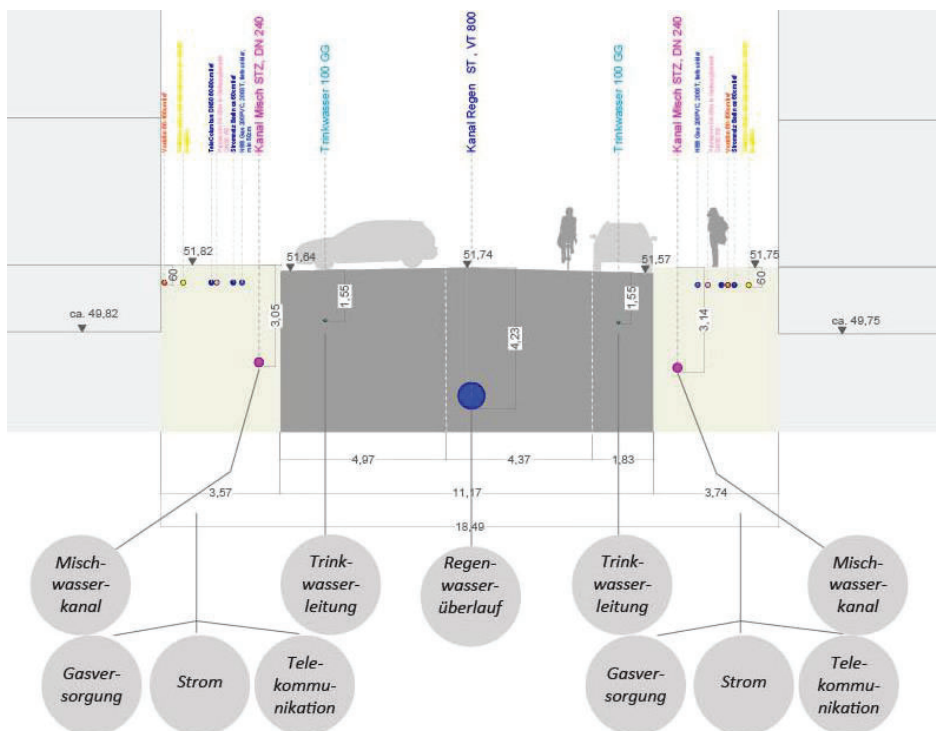 Kanal Misch STZ, DN 240
Trinkwasser 100 GG
Kanal Regen ST , VT 800
Trinkwasser 100 GG
Kanal Misch STZ, DN 240
51,82
51,64
51,74
51,57
51,75
60
60
1,55
1,55
3,05
4,23
3,14
ca. 49,82
ca. 49,75
4,97
4,37
1,83
3,57
11,17
3,74
18,49
Misch-
wasser-
kanal
Trink-
wasser-
leitung
Regen-
wasser-
überlauf
Trink-
wasser-
leitung
Misch-
wasser-
kanal
Gasver-
sorgung
Strom
Tele-
kommu-
nikation
Gasver-
sorgung
Strom
Tele-
kommu-
nikation